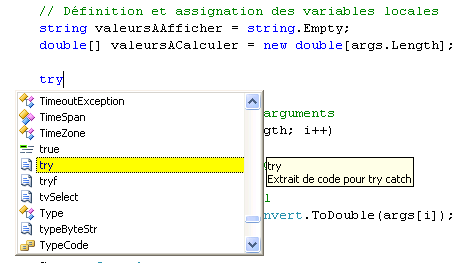 // Définition et assignation des variables locales
string valeursAAfficher = string.Empty;
double[] valeursACalculer = new double[args.Length];
try
TimeoutException
TimeSpan
arguments
TimeZone
gth; i++)
true
try
try
tryf
Extrait de code pour try catch
tvSelect
l
Type
typeByteStr
nvert.ToDouble(args[i]);
TypeCode